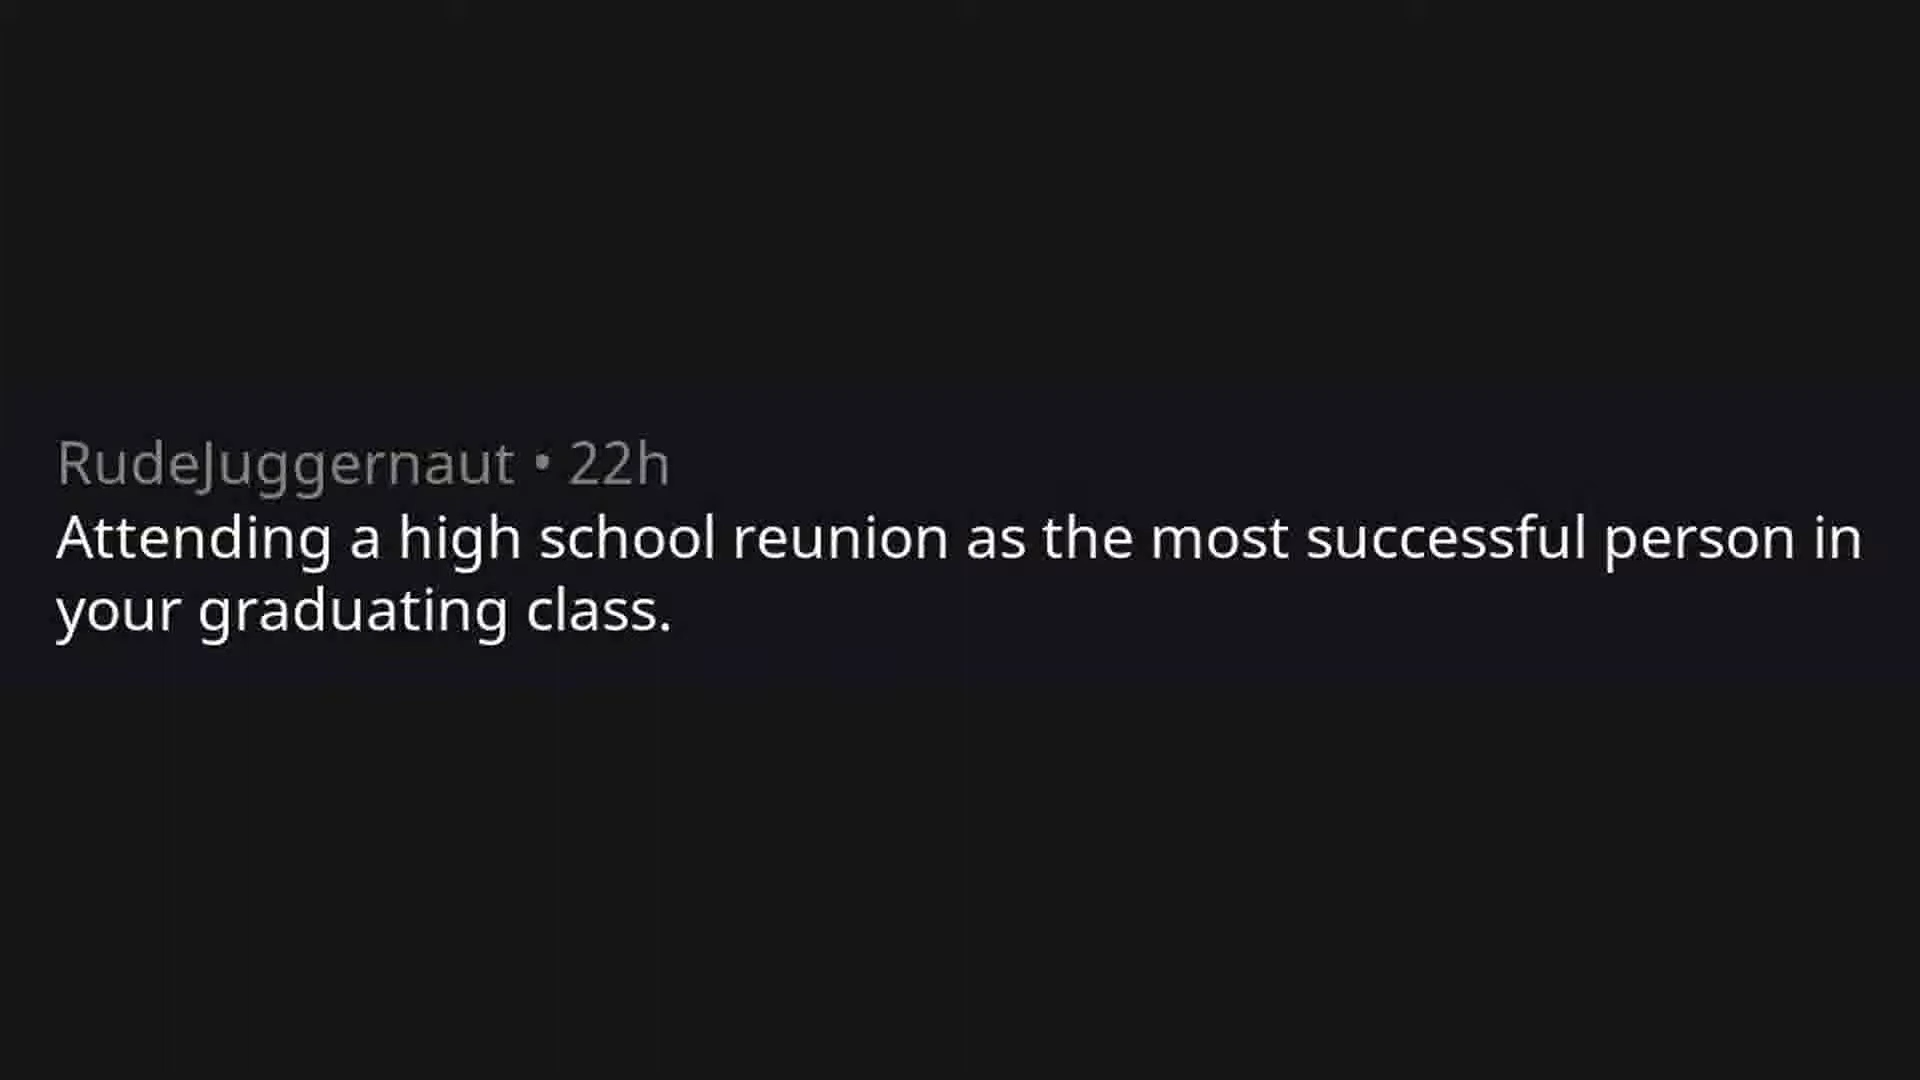 RudeJuggernaut • 22h
Attending a high school reunion as the most successful person in
your graduating class.